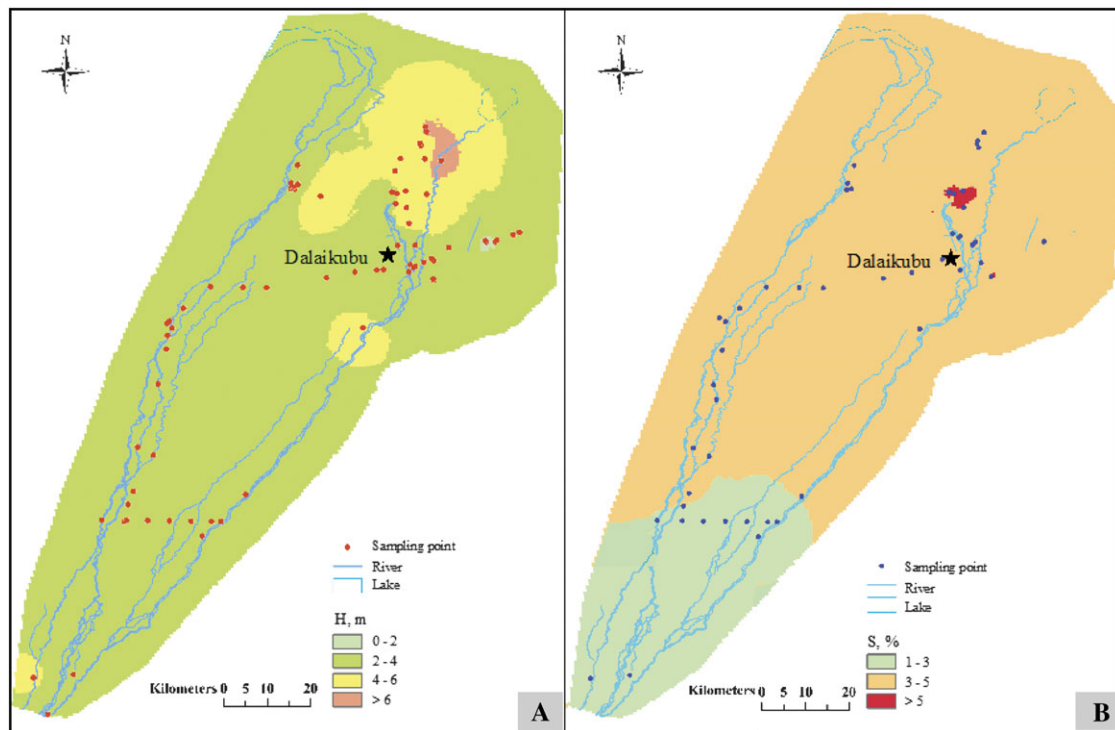 N
Dalaikubu
Sampling point
River
Lake
H, m
0 - 2
2 - 4
4 - 6
> 6
Kilometers 0 5 10 20
A
N
Dalaikubu
Sampling point
River
Lake
S, %
1 - 3
3 - 5
> 5
Kilometers 0 5 10 20
B